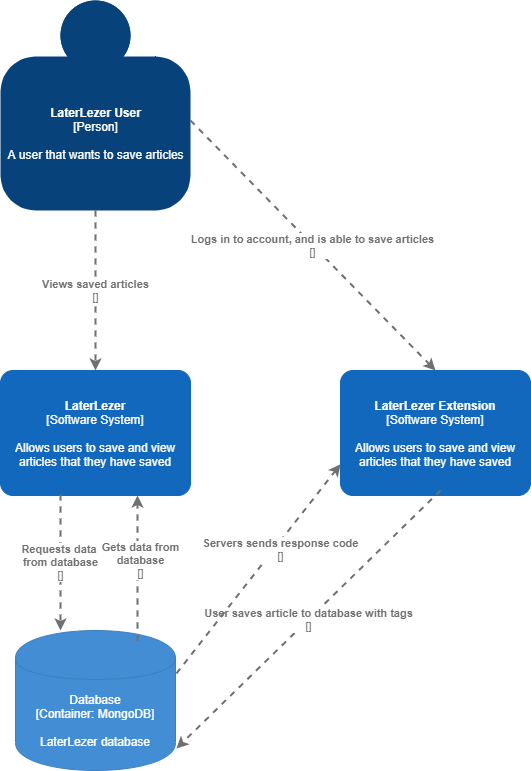 LaterLezer User
[Person]
A user that wants to save articles
Logs in to account, and is able to save articles
[]
Views saved articles
[]
LaterLezer
[Software System]
Allows users to save and view
articles that they have saved
LaterLezer Extension
[Software System]
Allows users to save and view
articles that they have saved
Requests data
from database
[]
Gets data from
database
[]
Servers sends response code
[]
User saves article to database with tags
[]
Database
[Container: MongoDB]
LaterLezer database